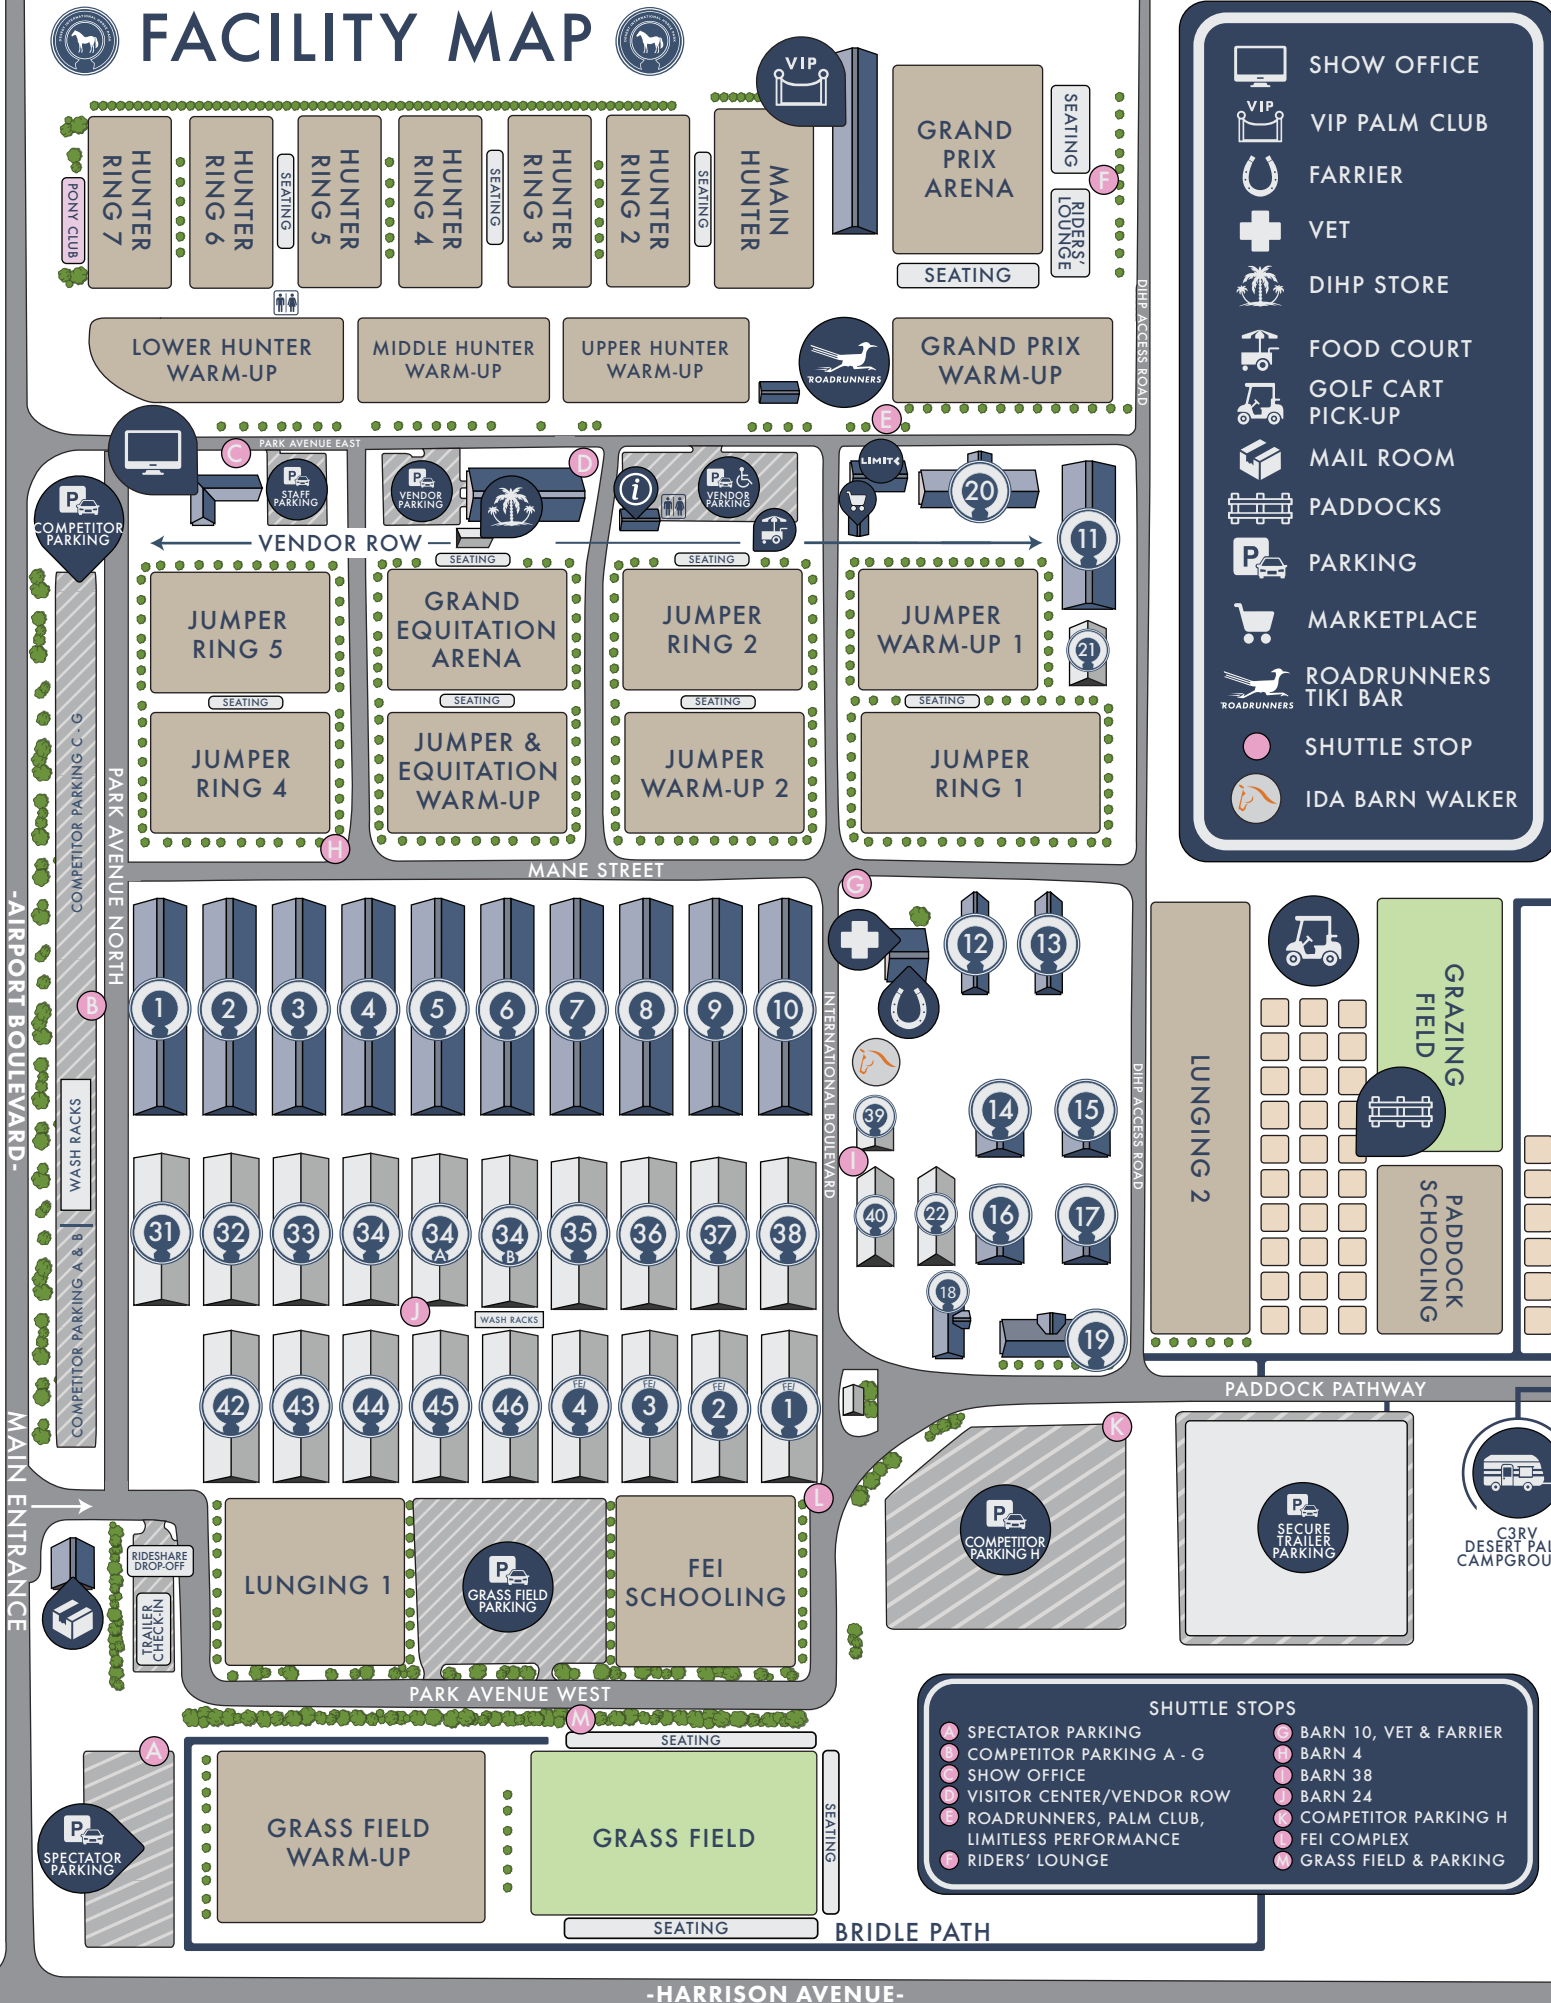 FACILITY MAP
VIP
GRAND
PRIX
ARENA
SEATING
RIDERS'
LOUNGE
SEATING
F
PONY CLUB
HUNTER
RING 7
HUNTER
RING 6
SEATING
HUNTER
RING 5
HUNTER
RING 4
SEATING
HUNTER
RING 3
HUNTER
RING 2
SEATING
MAIN
HUNTER
LOWER HUNTER
WARM-UP
MIDDLE HUNTER
WARM-UP
UPPER HUNTER
WARM-UP
ROADRUNNERS
GRAND PRIX
WARM-UP
DIHP ACCESS ROAD
E
C
PARK AVENUE EAST
D
P
COMPETITOR
PARKING
P
STAFF
PARKING
P
VENDOR
PARKING
i
P
VENDOR
PARKING
LIMIT
20
11
VENDOR ROW
SEATING
SEATING
JUMPER
RING 5
GRAND
EQUITATION
ARENA
JUMPER
RING 2
JUMPER
WARM-UP 1
21
SEATING
SEATING
SEATING
SEATING
JUMPER
RING 4
JUMPER &
EQUITATION
WARM-UP
JUMPER
WARM-UP 2
JUMPER
RING 1
H
MANE STREET
G
COMPETITOR PARKING C - G
PARK AVENUE NORTH
-AIRPORT BOULEVARD-
B
WASH RACKS
COMPETITOR PARKING A & B
1
2
3
4
5
6
7
8
9
10
INTERNATIONAL BOULEVARD
12
13
39
14
15
I
DIHP ACCESS ROAD
31
32
33
34
34
A
34
B
35
36
37
38
40
22
16
17
J
WASH RACKS
18
19
42
43
44
45
46
FEI
4
FEI
3
FEI
2
FEI
1
LUNGING 2
GRAZING
FIELD
PADDOCK
SCHOOLING
PADDOCK PATHWAY
K
L
MAIN ENTRANCE
RIDESHARE
DROP-OFF
TRAILER
CHECK-IN
LUNGING 1
P
GRASS FIELD
PARKING
FEI
SCHOOLING
P
COMPETITOR
PARKING H
P
SECURE
TRAILER
PARKING
C3RV
DESERT PAL
CAMPGROU
PARK AVENUE WEST
M
SEATING
A
P
SPECTATOR
PARKING
GRASS FIELD
WARM-UP
GRASS FIELD
SEATING
SEATING
BRIDLE PATH
-HARRISON AVENUE-
SHOW OFFICE
VIP
VIP PALM CLUB
FARRIER
VET
DIHP STORE
FOOD COURT
GOLF CART
PICK-UP
MAIL ROOM
PADDOCKS
P
PARKING
MARKETPLACE
ROADRUNNERS
ROADRUNNERS
TIKI BAR
SHUTTLE STOP
IDA BARN WALKER
SHUTTLE STOPS
A SPECTATOR PARKING
B COMPETITOR PARKING A - G
C SHOW OFFICE
D VISITOR CENTER/VENDOR ROW
E ROADRUNNERS, PALM CLUB,
LIMITLESS PERFORMANCE
F RIDERS' LOUNGE
G BARN 10, VET & FARRIER
H BARN 4
I BARN 38
J BARN 24
K COMPETITOR PARKING H
L FEI COMPLEX
M GRASS FIELD & PARKING